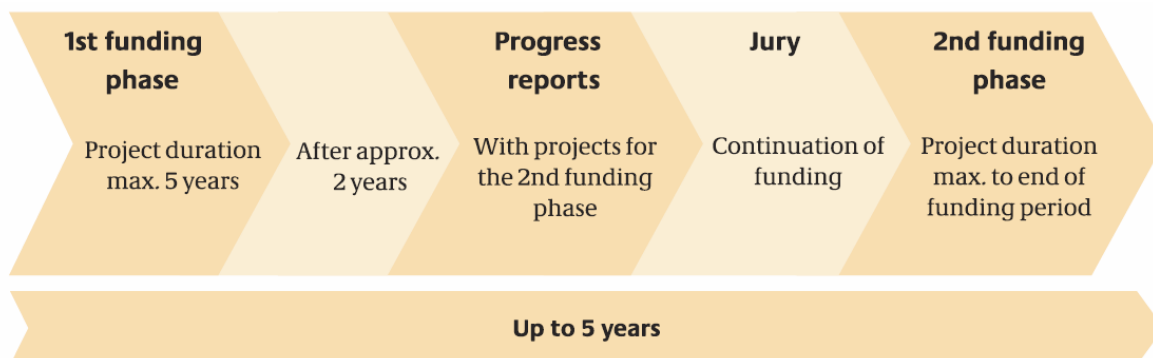 1st funding
phase
Project duration
max. 5 years
After approx.
2 years
Progress
reports
With projects for
the 2nd funding
phase
Jury
Continuation of
funding
2nd funding
phase
Project duration
max. to end of
funding period
Up to 5 years